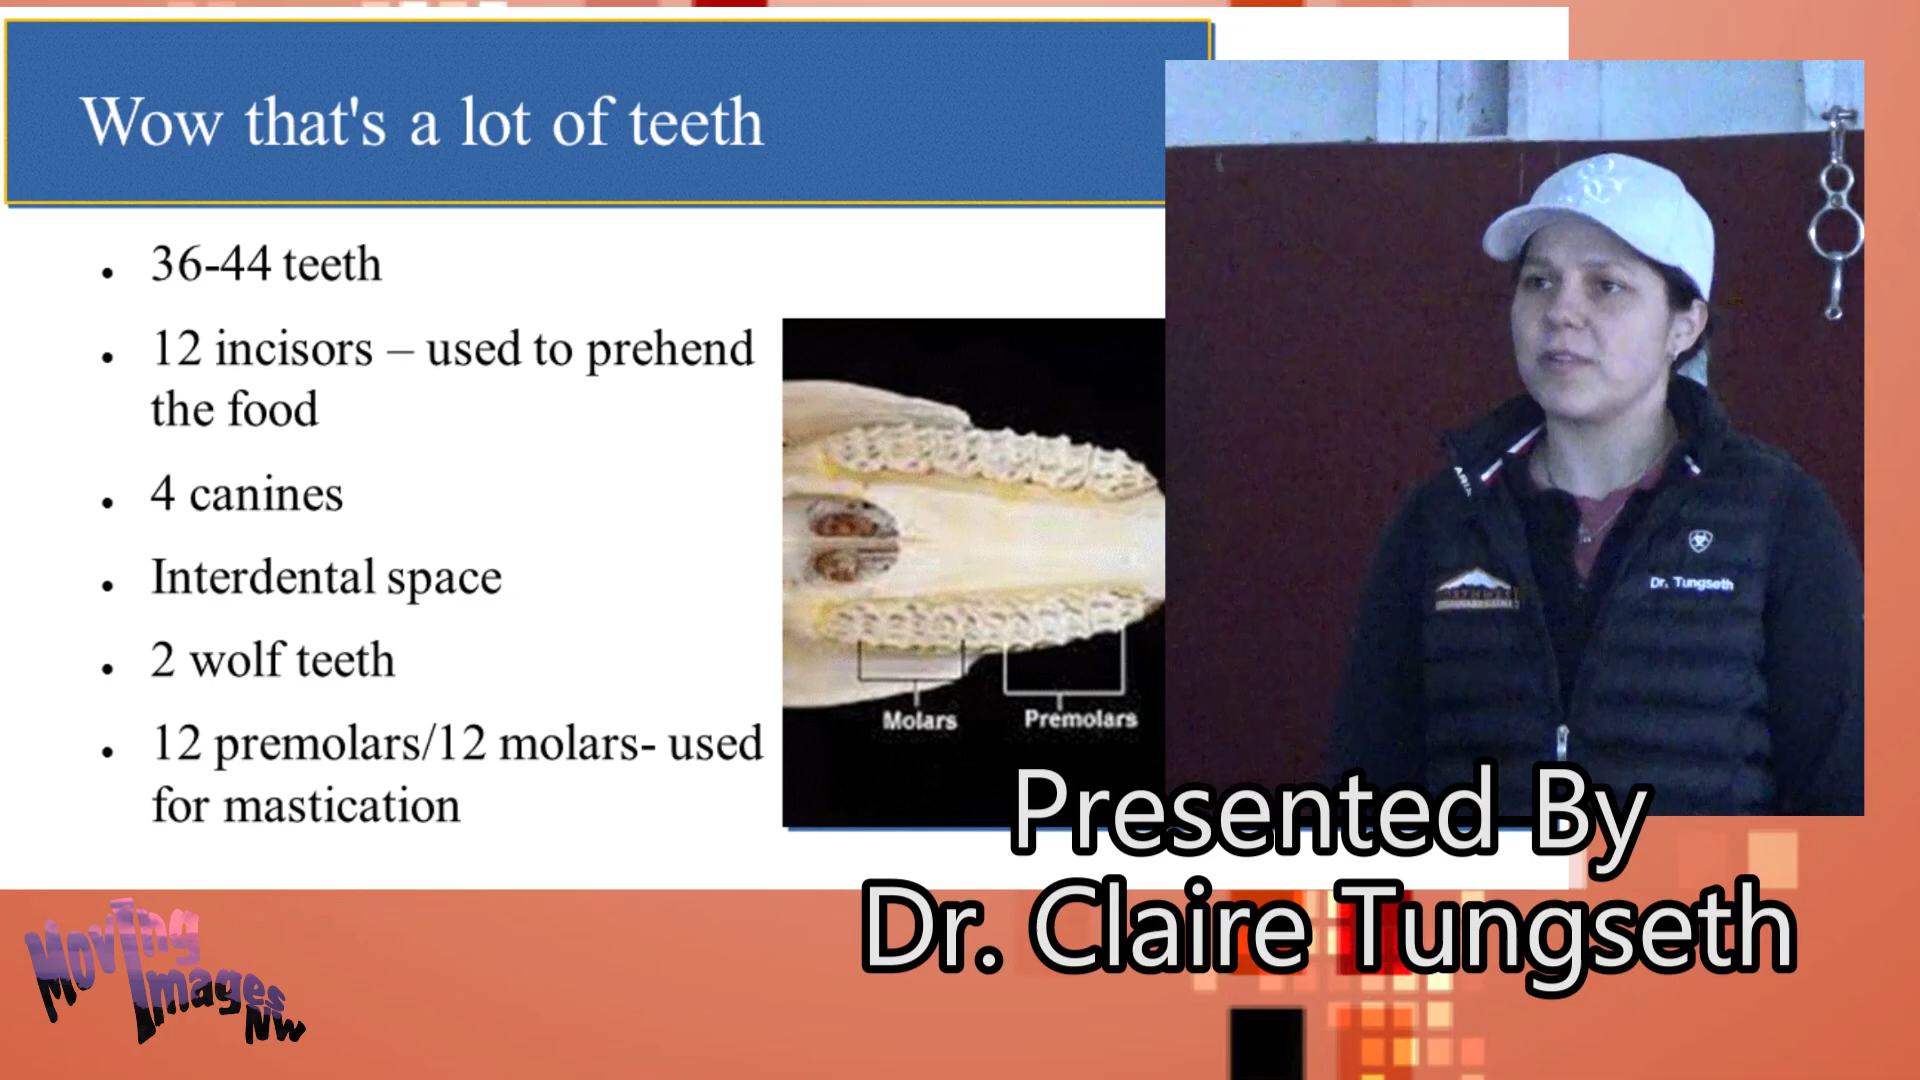 Wow that's a lot of teeth
• 36-44 teeth
• 12 incisors – used to prehend
the food
• 4 canines
• Interdental space
• 2 wolf teeth
• 12 premolars/12 molars- used
for mastication
Molars
Premolars
ARIA
Dr. Tungseth
NORTHWEST
Presented By
Dr. Claire Tungseth
Moving
Images
NW